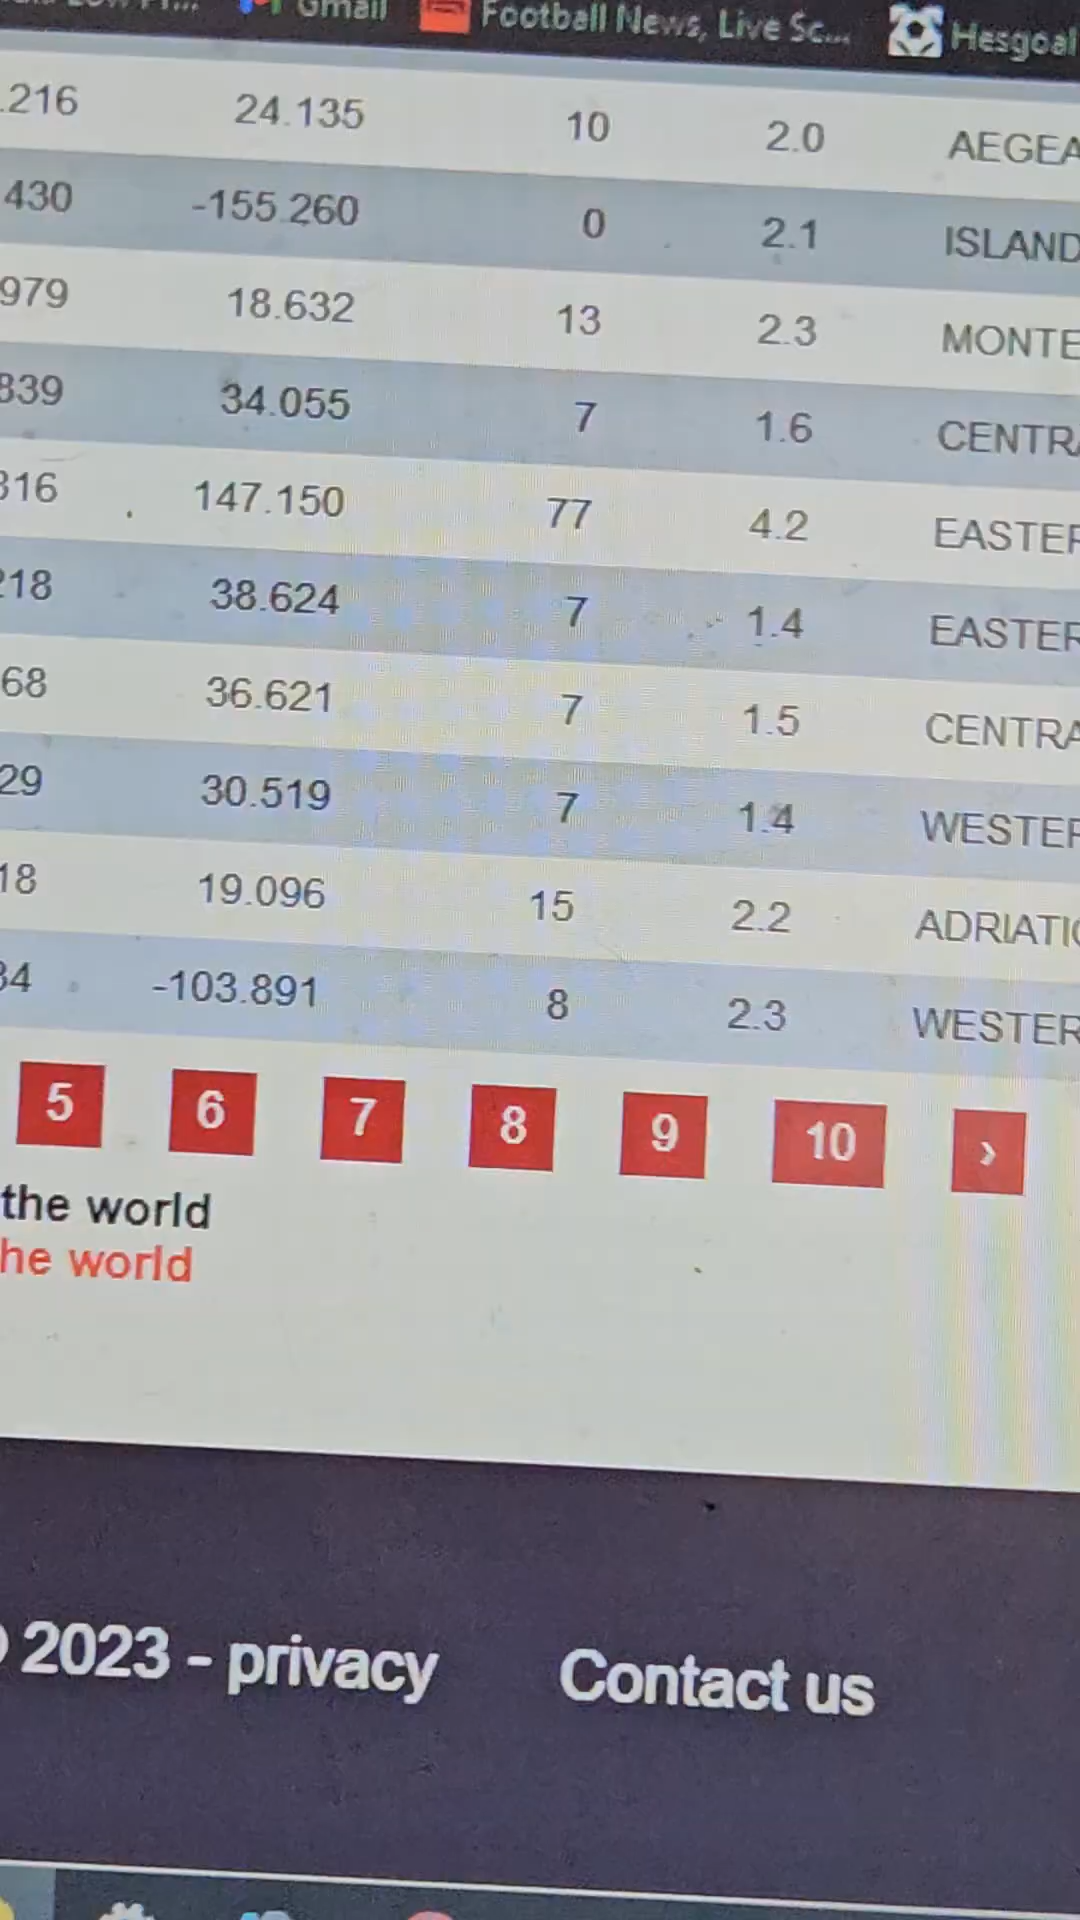 Gmail Football News, Live Sc... Hesgoal
.216 24.135 10 2.0 AEGEA
430 -155.260 0 2.1 ISLAND
979 18.632 13 2.3 MONTE
839 34.055 7 1.6 CENTRA
316 147.150 77 4.2 EASTER
218 38.624 7 1.4 EASTER
68 36.621 7 1.5 CENTRA
29 30.519 7 1.4 WESTER
18 19.096 15 2.2 ADRIATIC
34 -103.891 8 2.3 WESTER
5 6 7 8 9 10 ›
the world
he world
2023 - privacy Contact us